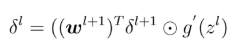 δ^l = ((w^{l+1})^T δ^{l+1} ⊙ g′(z^l)